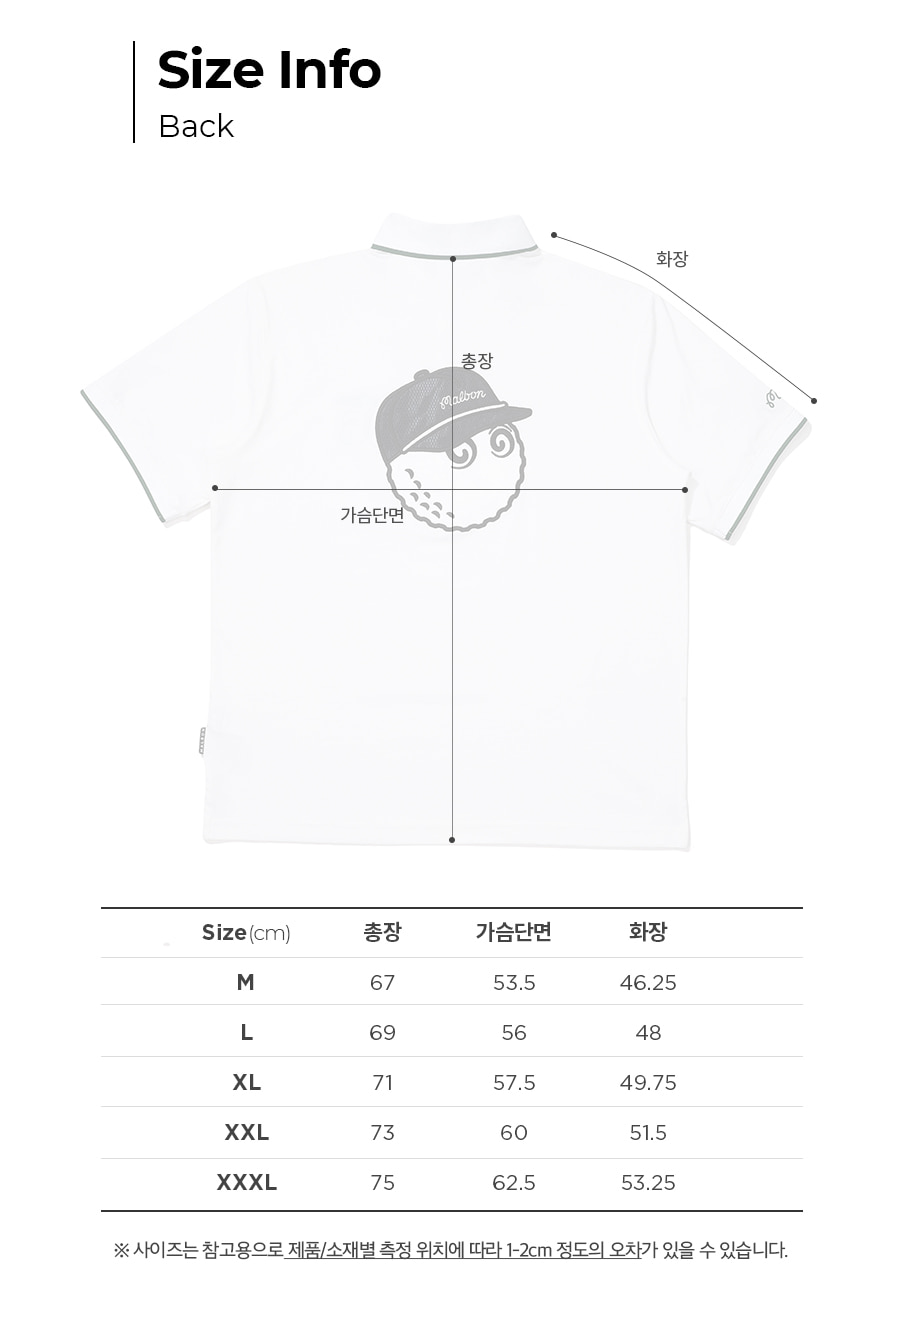 Size Info
Back
화장
총장
Malbon
가슴단면
Size(cm) 총장 가슴단면 화장
M 67 53.5 46.25
L 69 56 48
XL 71 57.5 49.75
XXL 73 60 51.5
XXXL 75 62.5 53.25
※ 사이즈는 참고용으로 제품/소재별 측정 위치에 따라 1-2cm 정도의 오차가 있을 수 있습니다.